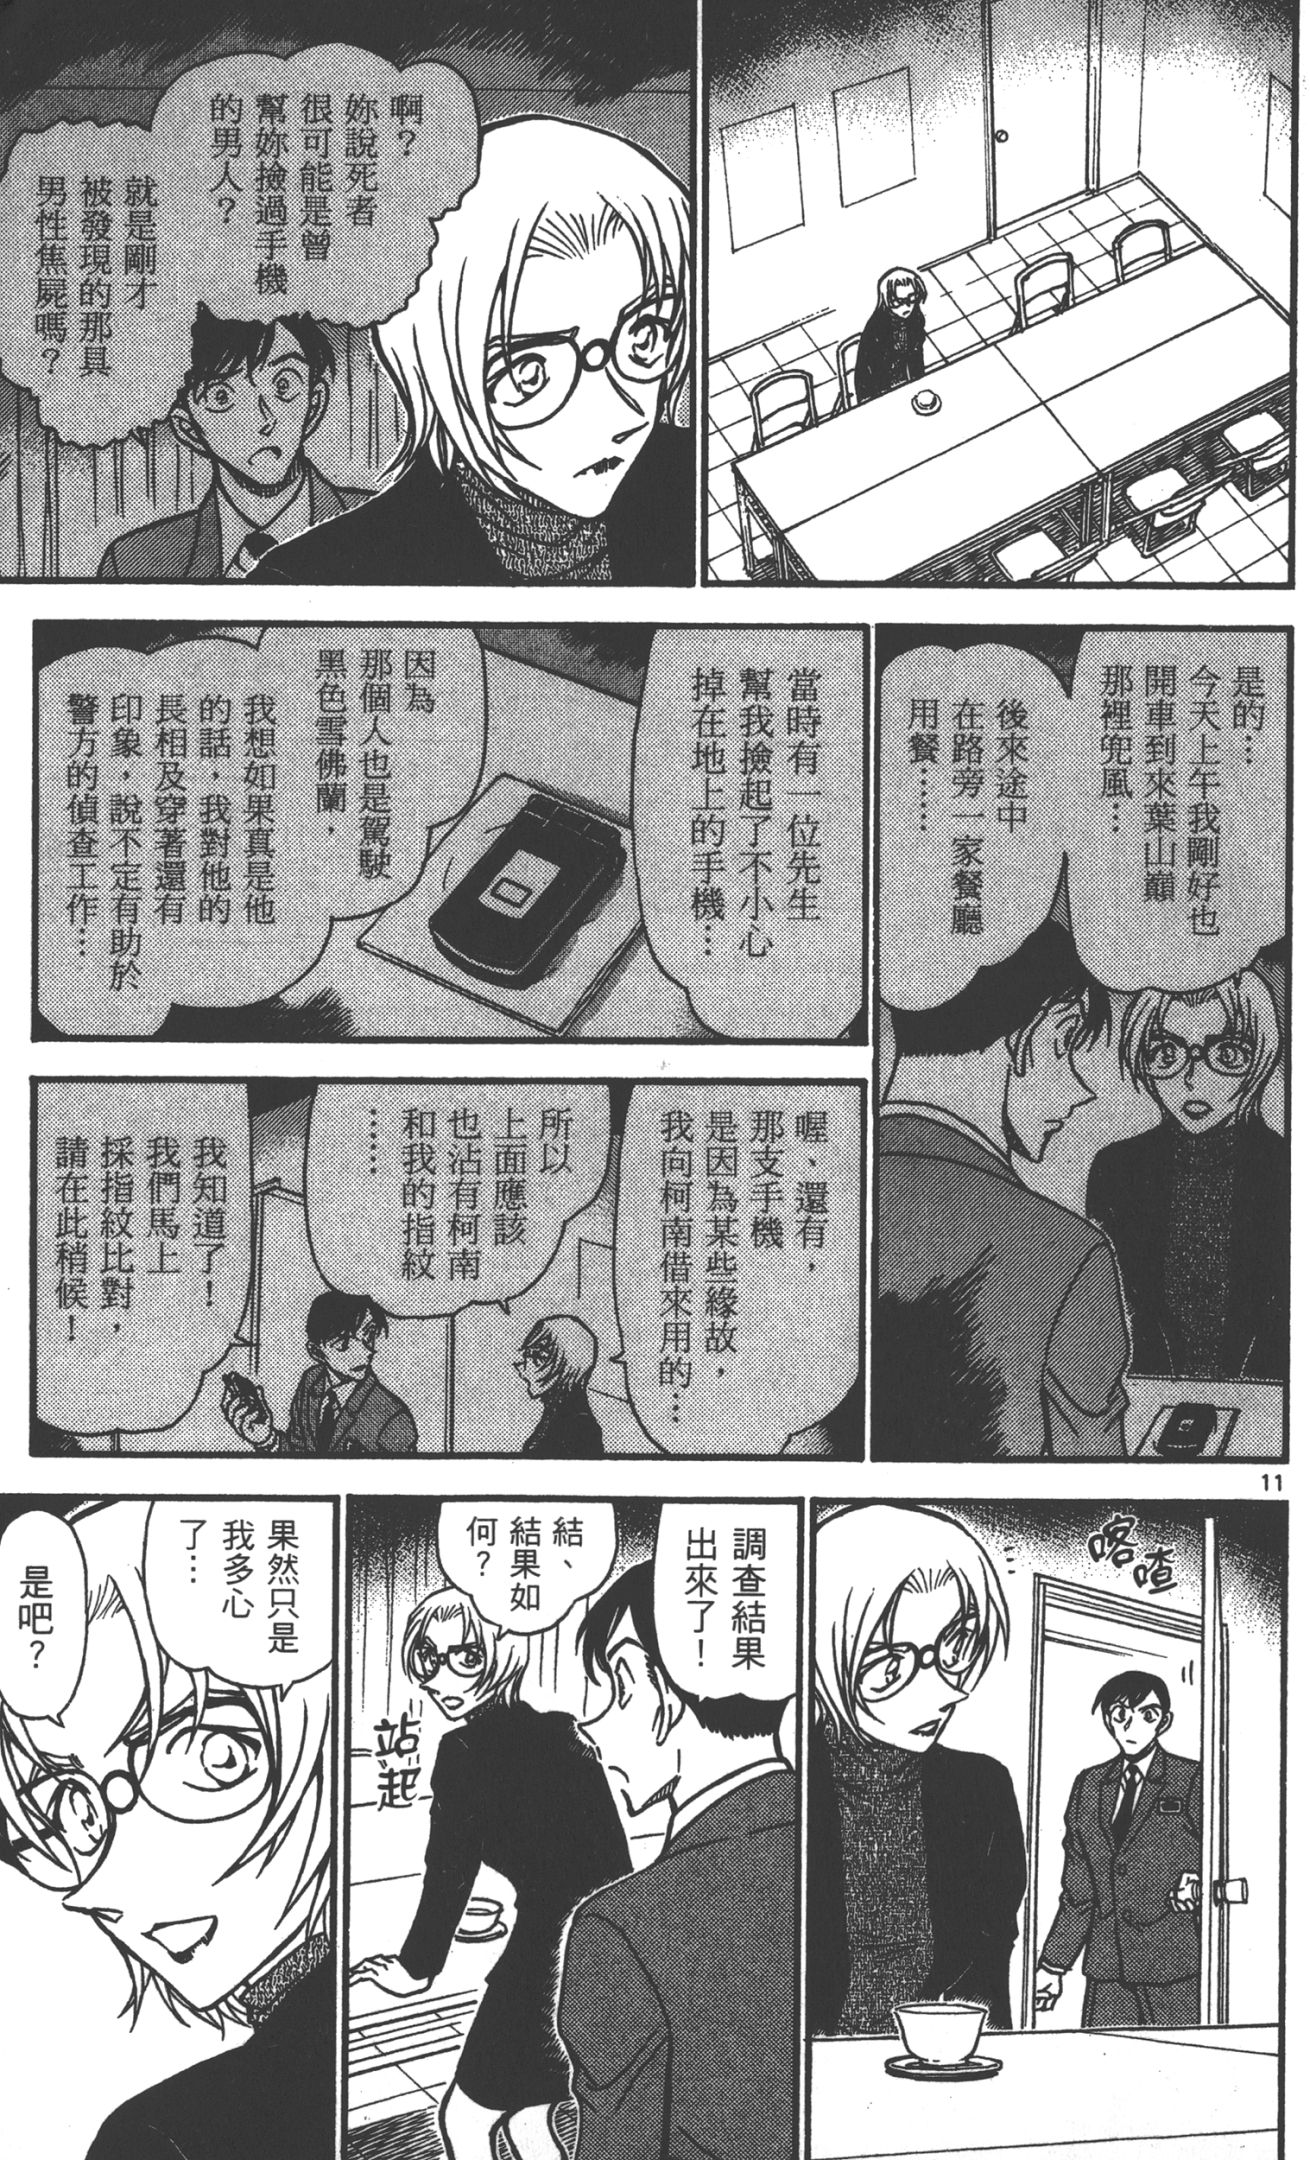 啊？
妳說死者
很可能是曾
幫妳撿過手機
的男人？
就是剛才
被發現的那具
男性焦屍嗎？
是的…
今天上午我剛好也
開車到來葉山巔
那裡兜風…
後來途中
在路旁一家餐廳
用餐……
當時有一位先生
幫我撿起了不小心
掉在地上的手機…
因為
那個人也是駕駛
黑色雪佛蘭，
我想如果真是他
的話，我對他的
長相及穿著還有
印象，說不定有助於
警方的偵查工作…
喔、還有，
那支手機
是因為某些緣故，
我向柯南借來用的…
所以
上面應該
也沾有柯南
和我的指紋
……
我知道了！
我們馬上
採指紋比對，
請在此稍候！
11
喀喳
調查結果
出來了！
結、
結果如
何？
站起
果然只是
我多心
了…
是吧？